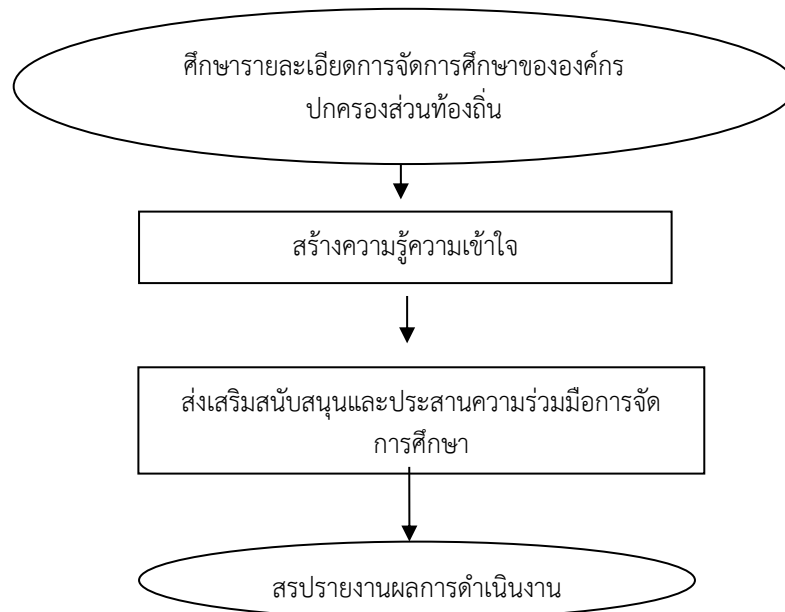 ศึกษารายละเอียดการจัดการศึกษาขององค์กร
ปกครองส่วนท้องถิ่น
สร้างความรู้ความเข้าใจ
ส่งเสริมสนับสนุนและประสานความร่วมมือการจัด
การศึกษา
สรุปรายงานผลการดำเนินงาน